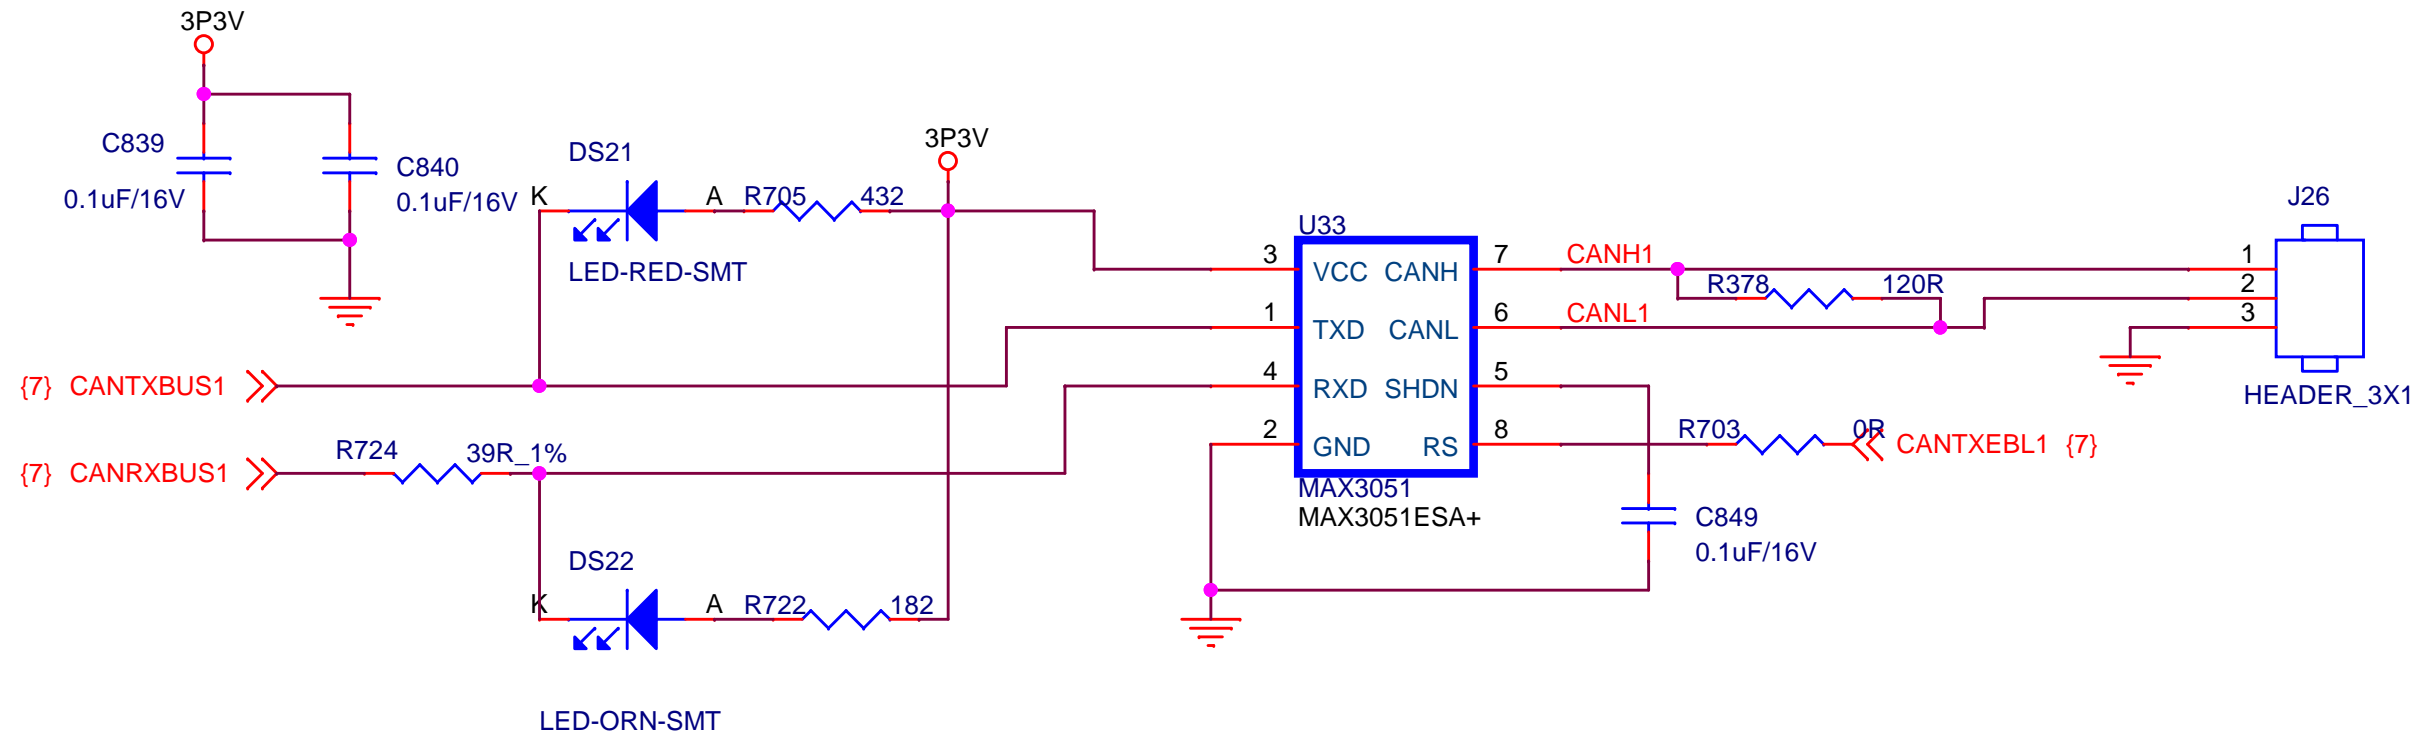 3P3V
C839
0.1uF/16V
C840
0.1uF/16V
DS21
K
A
R705
432
LED-RED-SMT
3P3V
{7} CANTXBUS1
{7} CANRXBUS1
R724
39R_1%
DS22
K
A
R722
182
LED-ORN-SMT
U33
3
VCC
CANH
7
1
TXD
CANL
6
4
RXD
SHDN
5
2
GND
RS
8
MAX3051
MAX3051ESA+
CANH1
R378
120R
CANL1
R703
0R
CANTXEBL1 {7}
C849
0.1uF/16V
J26
1
2
3
HEADER_3X1